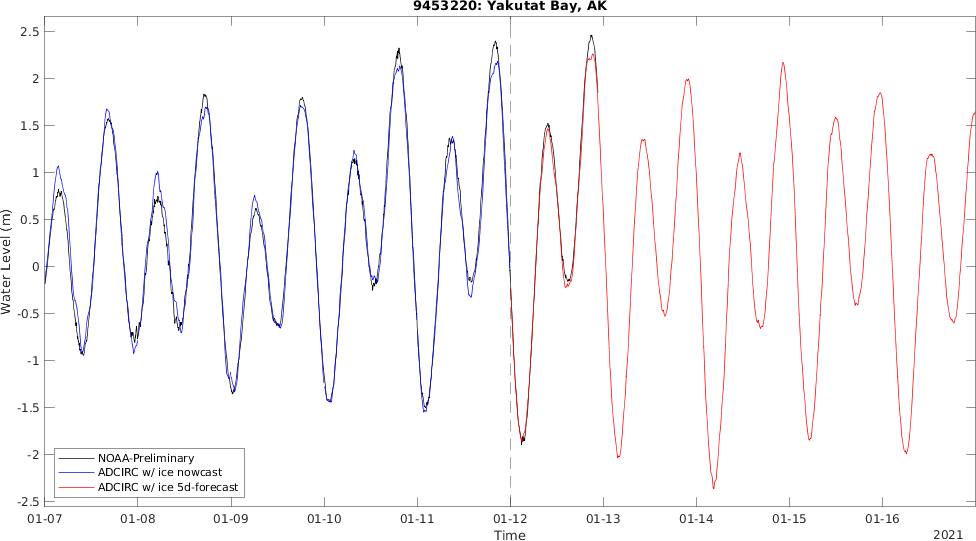 9453220: Yakutat Bay, AK
Water Level (m)
2.5
2
1.5
1
0.5
0
-0.5
-1
-1.5
-2
-2.5
NOAA-Preliminary
ADCIRC w/ ice nowcast
ADCIRC w/ ice 5d-forecast
01-07 01-08 01-09 01-10 01-11 01-12 01-13 01-14 01-15 01-16
Time
2021